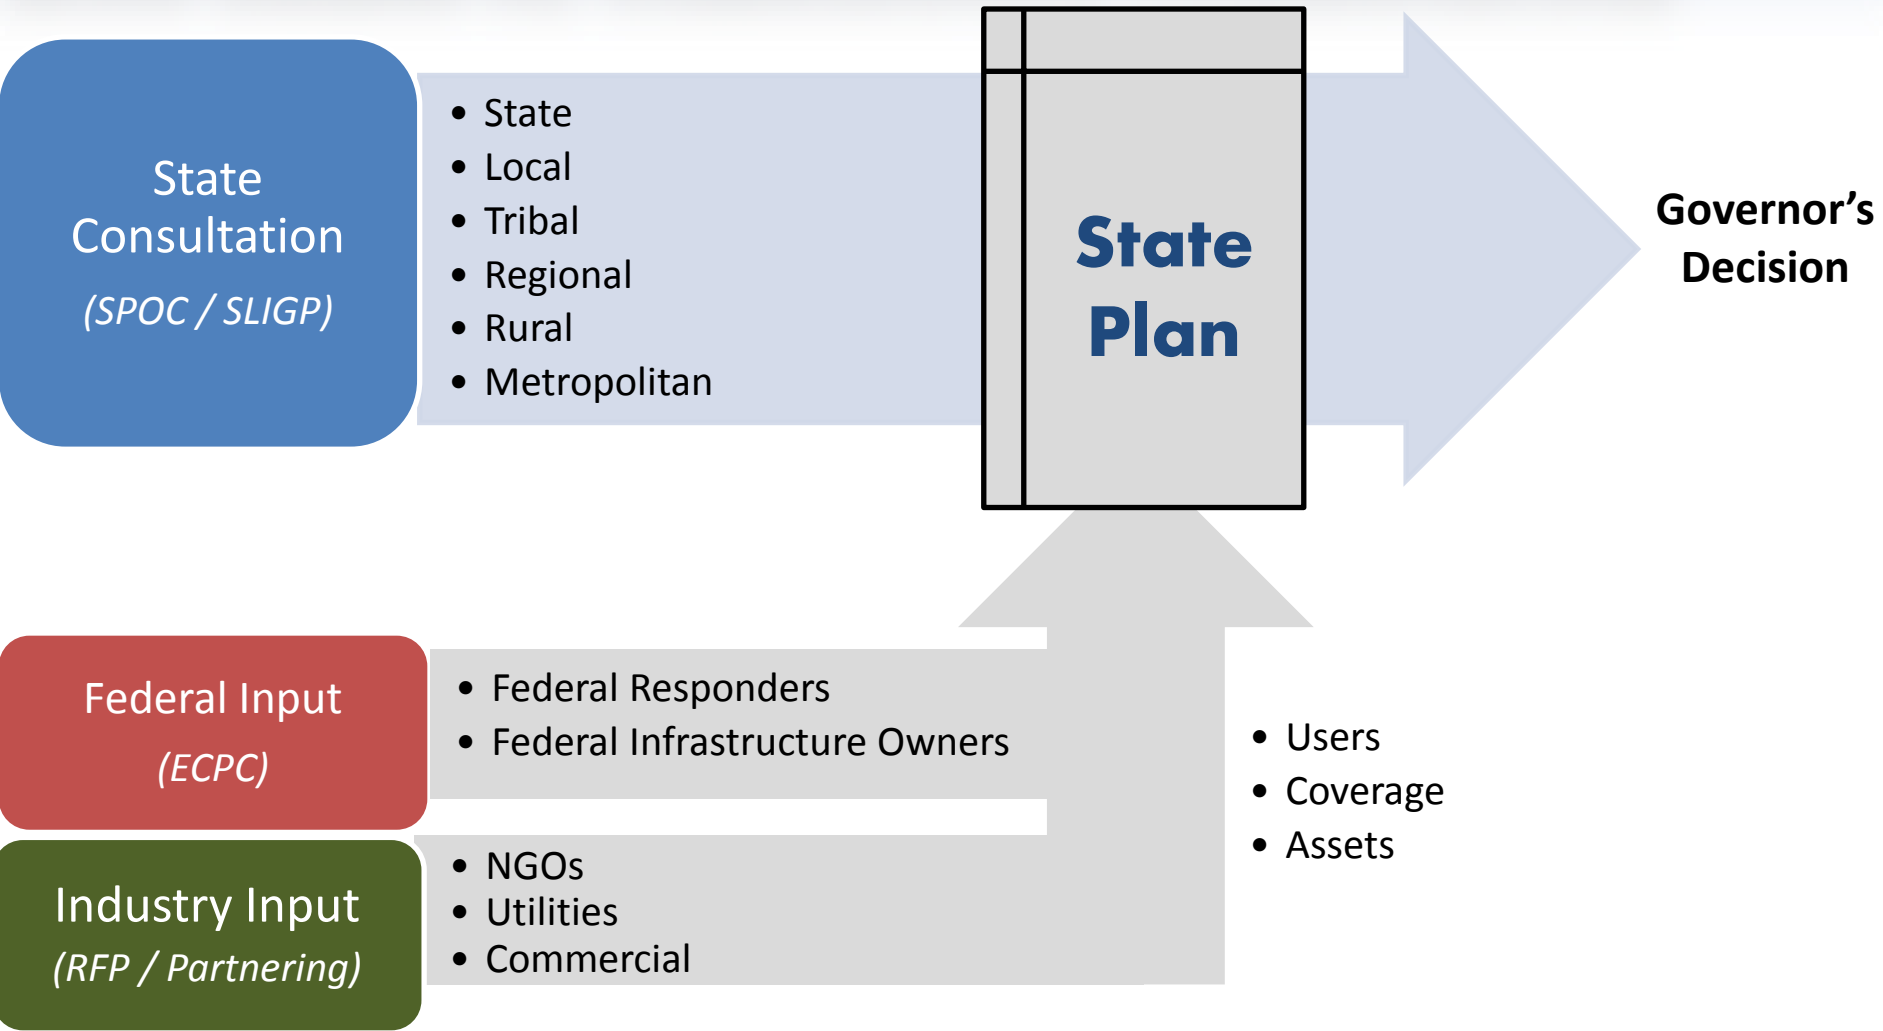 State
Consultation
(SPOC / SLIGP)
• State
• Local
• Tribal
• Regional
• Rural
• Metropolitan
State
Plan
Governor’s
Decision
Federal Input
(ECPC)
• Federal Responders
• Federal Infrastructure Owners
Industry Input
(RFP / Partnering)
• NGOs
• Utilities
• Commercial
• Users
• Coverage
• Assets